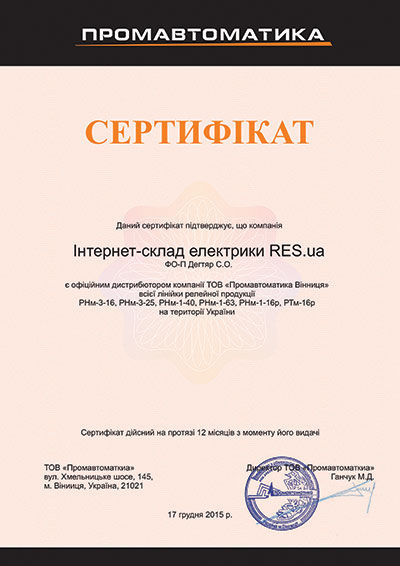 ПРОМАВТОМАТИКА
СЕРТИФІКАТ
Даний сертифікат підтверджує, що компанія
Інтернет-склад електрики RES.ua
ФО-П Дегтяр С.О.
є офіційним дистрибютором компанії ТОВ «Промавтоматика Вінниця»
всієї лінійки релейної продукції
РНм-3-16, РНм-3-25, РНм-1-40, РНм-1-63, РНм-1-16р, РТм-16р
на території України
Сертифікат дійсний на протязі 12 місяців з моменту його видачі
ТОВ «Промавтоматкиа»
вул. Хмельницьке шосе, 145,
м. Вінииця, Україна, 21021
Директор ТОВ «Промавтоматкиа»
Ганчук М.Д.
17 грудня 2015 р.